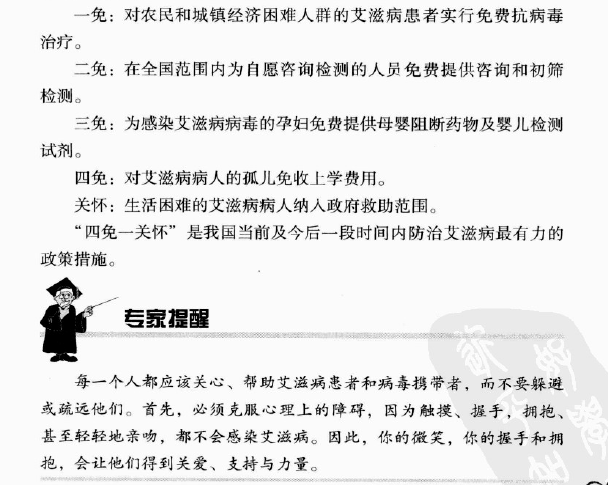 一免：对农民和城镇经济困难人群的艾滋病患者实行免费抗病毒
治疗。
二免：在全国范围内为自愿咨询检测的人员免费提供咨询和初筛
检测。
三免：为感染艾滋病病毒的孕妇免费提供母婴阻断药物及婴儿检测
试剂。
四免：对艾滋病病人的孤儿免收上学费用。
关怀：生活困难的艾滋病病人纳入政府救助范围。
“四免一关怀”是我国当前及今后一段时间内防治艾滋病最有力的
政策措施。
专家提醒
每一个人都应该关心、帮助艾滋病患者和病毒携带者，而不要躲避
或疏远他们。首先，必须克服心理上的障碍，因为触摸、握手，拥抱、
甚至轻轻地亲吻，都不会感染艾滋病。因此，你的微笑，你的握手和拥
抱，会让他们得到关爱、支持与力量。